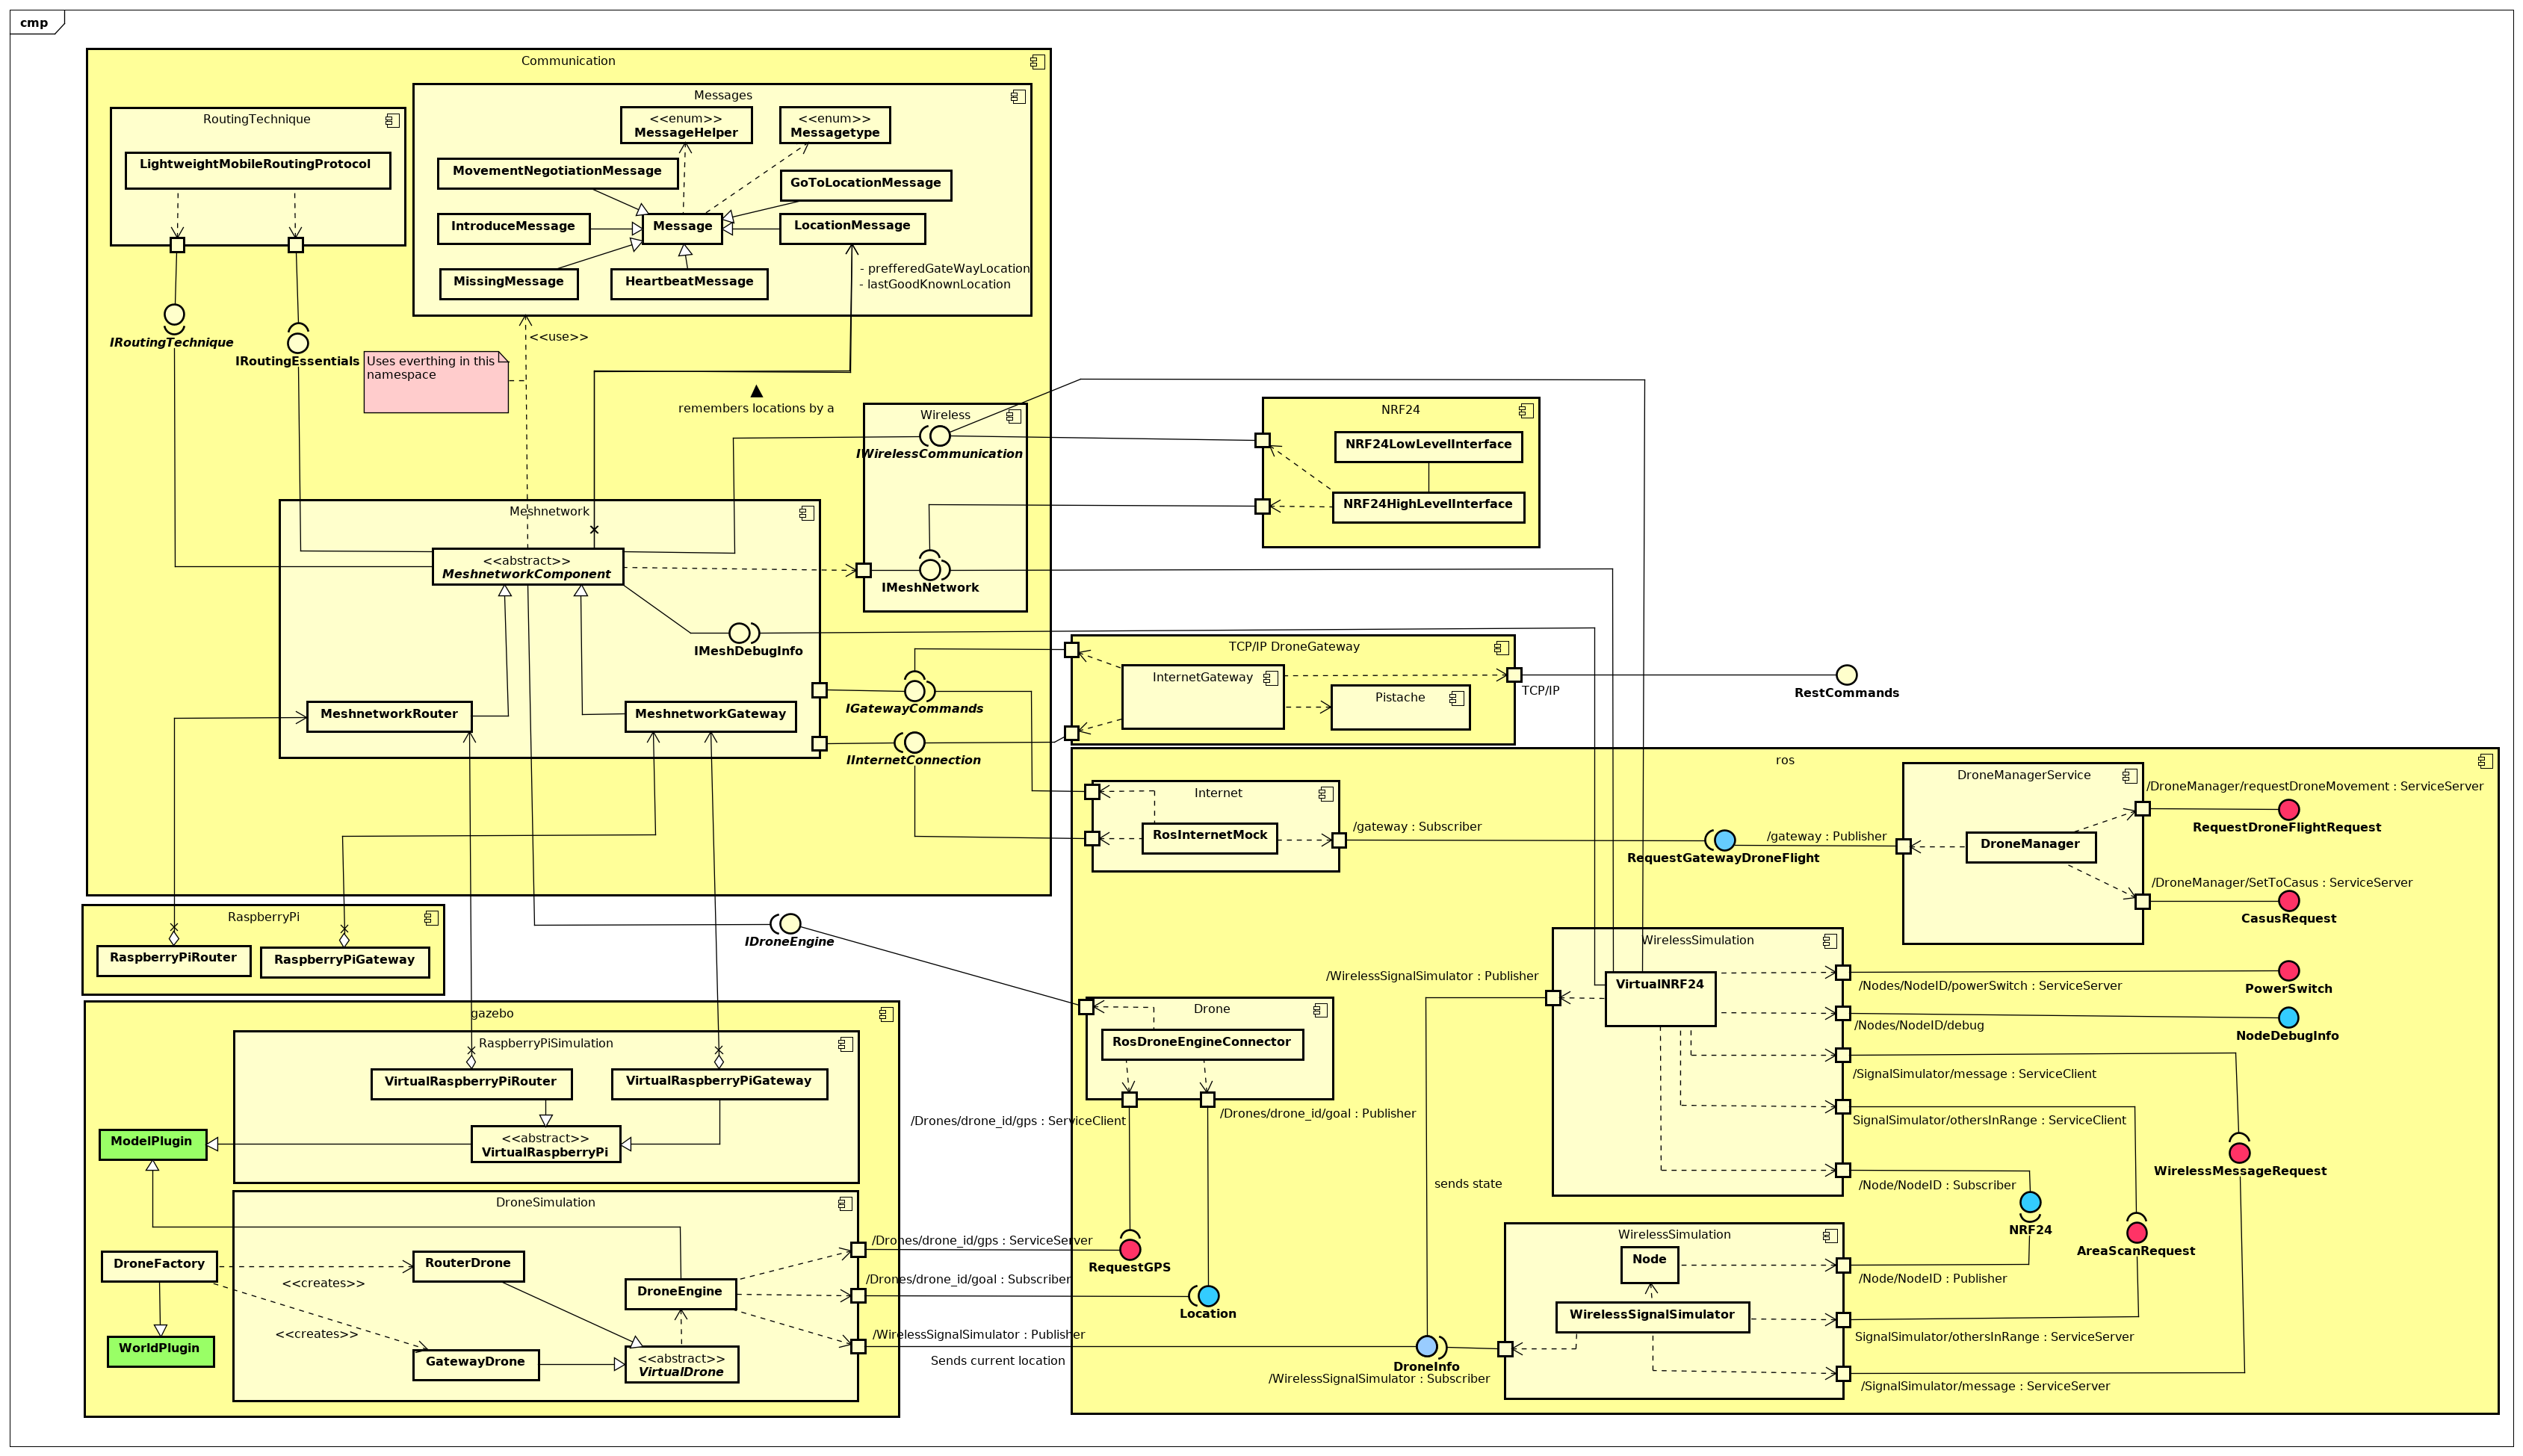 cmp
Communication
RoutingTechnique
LightweightMobileRoutingProtocol
IRoutingTechnique
IRoutingEssentials
Messages
<<enum>>
MessageHelper
<<enum>>
Messagetype
MovementNegotiationMessage
GoToLocationMessage
IntroduceMessage
Message
LocationMessage
MissingMessage
HeartbeatMessage
- prefferedGateWayLocation
- lastGoodKnownLocation
<<use>>
Uses everthing in this
namespace
remembers locations by a
Wireless
IWirelessCommunication
IMeshNetwork
Meshnetwork
<<abstract>>
MeshnetworkComponent
IMeshDebugInfo
MeshnetworkRouter
MeshnetworkGateway
IGatewayCommands
IInternetConnection
NRF24
NRF24LowLevelInterface
NRF24HighLevelInterface
TCP/IP DroneGateway
InternetGateway
Pistache
TCP/IP
RestCommands
ros
Internet
RosInternetMock
/gateway : Subscriber
RequestGatewayDroneFlight
/gateway : Publisher
DroneManagerService
DroneManager
/DroneManager/requestDroneMovement : ServiceServer
RequestDroneFlightRequest
/DroneManager/SetToCasus : ServiceServer
CasusRequest
RaspberryPi
RaspberryPiRouter
RaspberryPiGateway
IDroneEngine
Drone
RosDroneEngineConnector
/Drones/drone_id/gps : ServiceClient
/Drones/drone_id/goal : Publisher
/WirelessSignalSimulator : Publisher
WirelessSimulation
VirtualNRF24
/Nodes/NodeID/powerSwitch : ServiceServer
PowerSwitch
/Nodes/NodeID/debug
NodeDebugInfo
/SignalSimulator/message : ServiceClient
SignalSimulator/othersInRange : ServiceClient
WirelessMessageRequest
/Node/NodeID : Subscriber
NRF24
AreaScanRequest
sends state
gazebo
RaspberryPiSimulation
VirtualRaspberryPiRouter
VirtualRaspberryPiGateway
<<abstract>>
VirtualRaspberryPi
ModelPlugin
DroneSimulation
DroneFactory
RouterDrone
<<creates>>
DroneEngine
<<creates>>
WorldPlugin
GatewayDrone
<<abstract>>
VirtualDrone
/Drones/drone_id/gps : ServiceServer
RequestGPS
/Drones/drone_id/goal : Subscriber
Location
/WirelessSignalSimulator : Publisher
Sends current location
DroneInfo
/WirelessSignalSimulator : Subscriber
WirelessSimulation
Node
WirelessSignalSimulator
/Node/NodeID : Publisher
SignalSimulator/othersInRange : ServiceServer
/SignalSimulator/message : ServiceServer